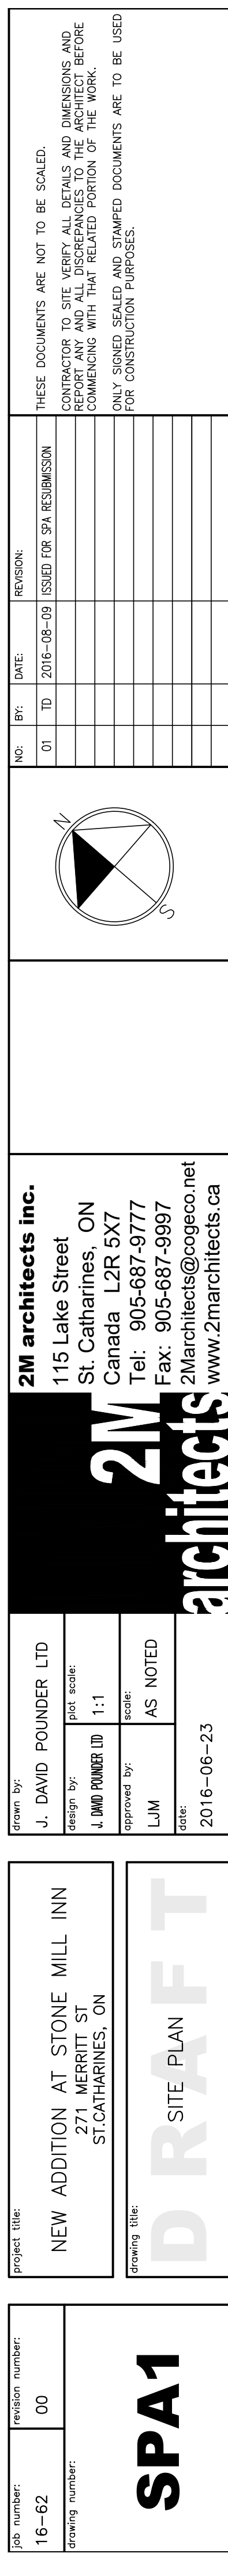 THESE DOCUMENTS ARE NOT TO BE SCALED.
CONTRACTOR TO SITE VERIFY ALL DETAILS AND DIMENSIONS AND
REPORT ANY AND ALL DISCREPANCIES TO THE ARCHITECT BEFORE
COMMENCING WITH THAT RELATED PORTION OF THE WORK.
ONLY SIGNED SEALED AND STAMPED DOCUMENTS ARE TO BE USED
FOR CONSTRUCTION PURPOSES.
NO: BY: DATE: REVISION:
01 TD 2016-08-09 ISSUED FOR SPA RESUBMISSION
N
S
2M architects inc.
115 Lake Street
St. Catharines, ON
Canada L2R 5X7
Tel: 905-687-9777
Fax: 905-687-9997
2Marchitects@cogeco.net
www.2marchitects.ca
2M
architects
drawn by:
J. DAVID POUNDER LTD
design by:
J. DAVID POUNDER LTD
plot scale:
1:1
approved by:
LJM
scale:
AS NOTED
date:
2016-06-23
project title:
NEW ADDITION AT STONE MILL INN
271 MERRITT ST
ST.CATHARINES, ON
drawing title:
SITE PLAN
DRAFT
job number:
16-62
revision number:
00
drawing number:
SPA1